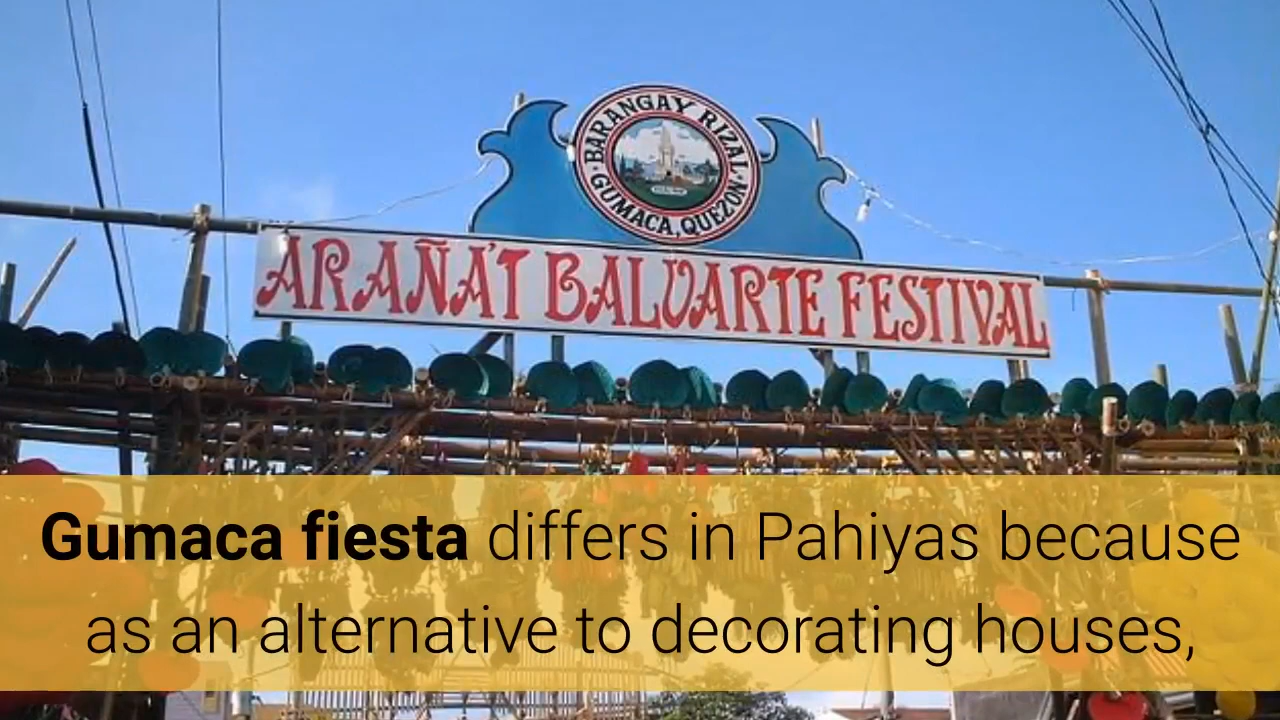 BARANGAY RIZAL
GUMACA, QUEZON
ARAÑA'T BALUARTE FESTIVAL
Gumaca fiesta differs in Pahiyas because
as an alternative to decorating houses,